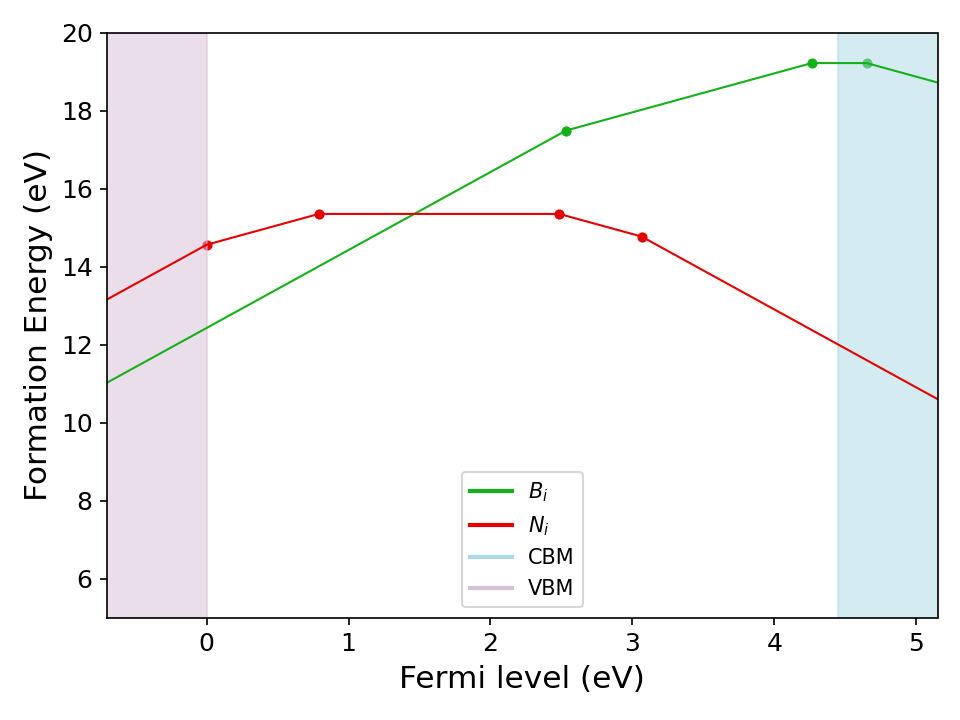 20
18
16
14
12
10
8
6
Formation Energy (eV)
B_i
N_i
CBM
VBM
0 1 2 3 4 5
Fermi level (eV)